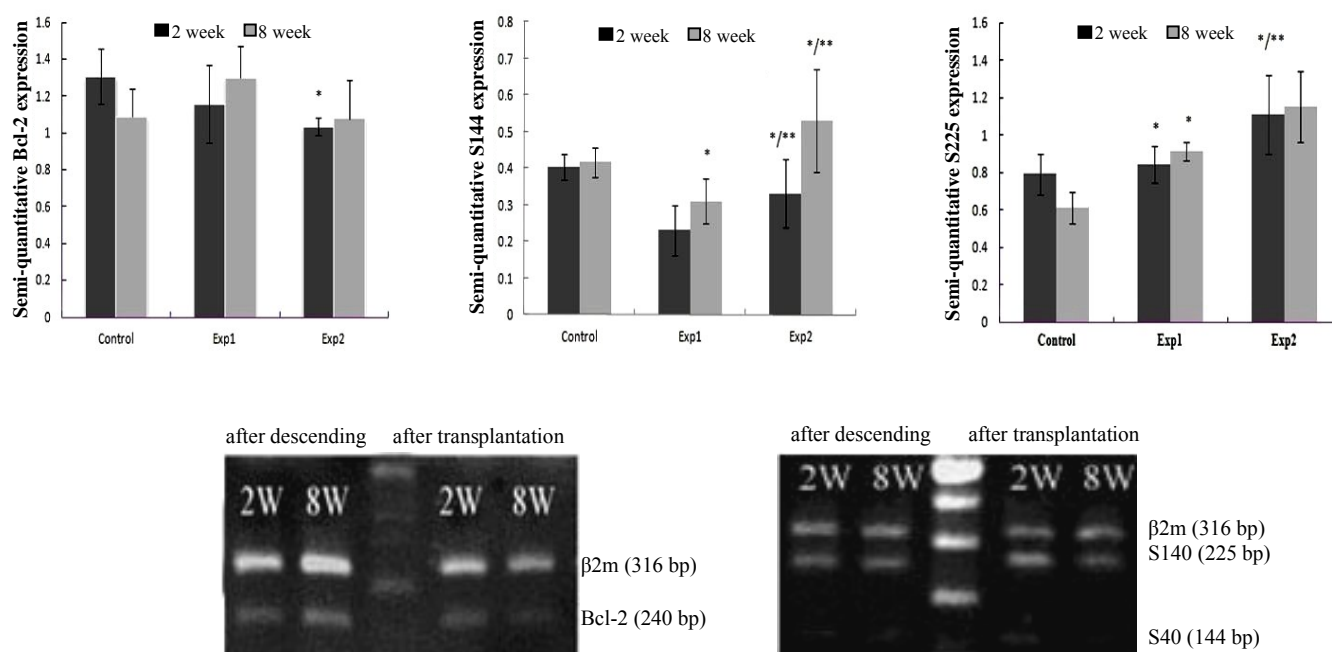 Semi-quantitative Bcl-2 expression
1.6
1.4
1.2
1
0.8
0.6
0.4
0.2
0
2 week 8 week
*
Control Exp1 Exp2
Semi-quantitative S144 expression
0.8
0.7
0.6
0.5
0.4
0.3
0.2
0.1
0
2 week 8 week
*
*/**
*/**
Control Exp1 Exp2
Semi-quantitative S225 expression
1.6
1.4
1.2
1
0.8
0.6
0.4
0.2
0
2 week 8 week
* *
*/**
Control Exp1 Exp2
after descending after transplantation
2W 8W 2W 8W
β2m (316 bp)
Bcl-2 (240 bp)
after descending after transplantation
2W 8W 2W 8W
β2m (316 bp)
S140 (225 bp)
S40 (144 bp)